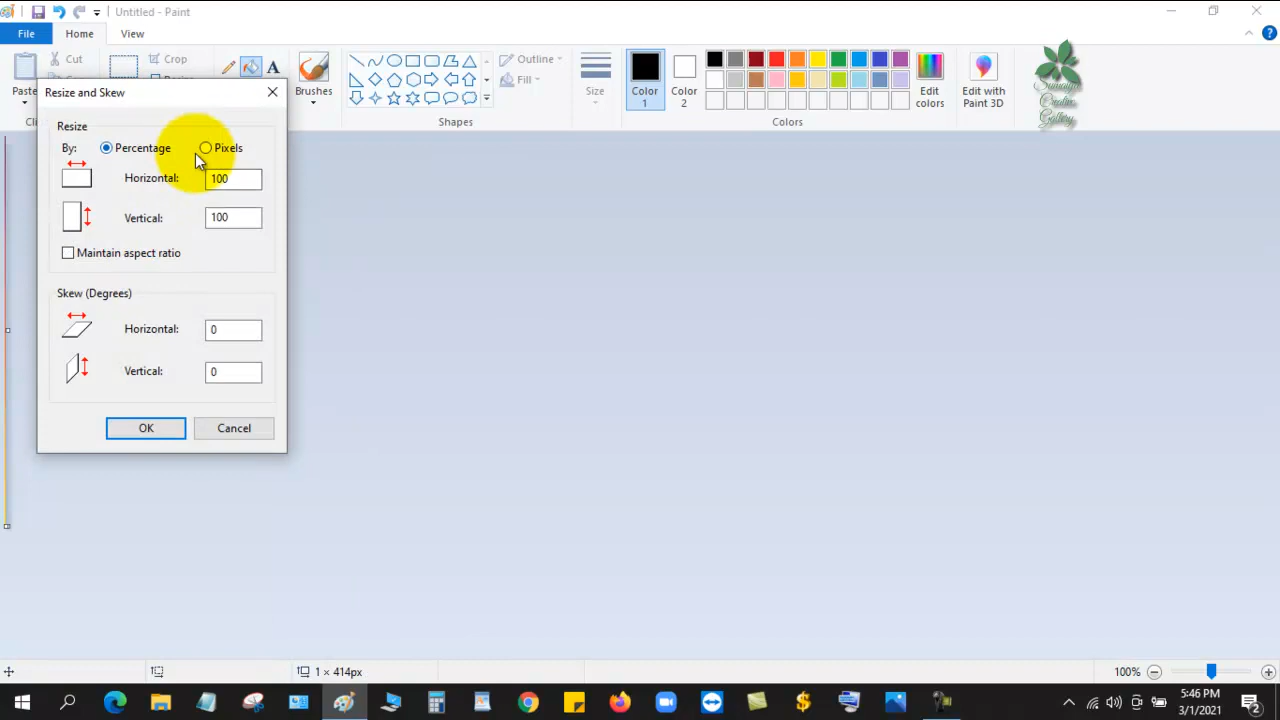 Untitled - Paint
File
Home
View
Paste
Cut
Crop
A
Brushes
Shapes
Outline
Fill
Size
Color 1
Color 2
Colors
Edit colors
Edit with Paint 3D
Creative
Gallery
Resize and Skew
Resize
By:
Percentage
Pixels
Horizontal:
100
Vertical:
100
Maintain aspect ratio
Skew (Degrees)
Horizontal:
0
Vertical:
0
OK
Cancel
1 × 414px
100%
5:46 PM
3/1/2021
2